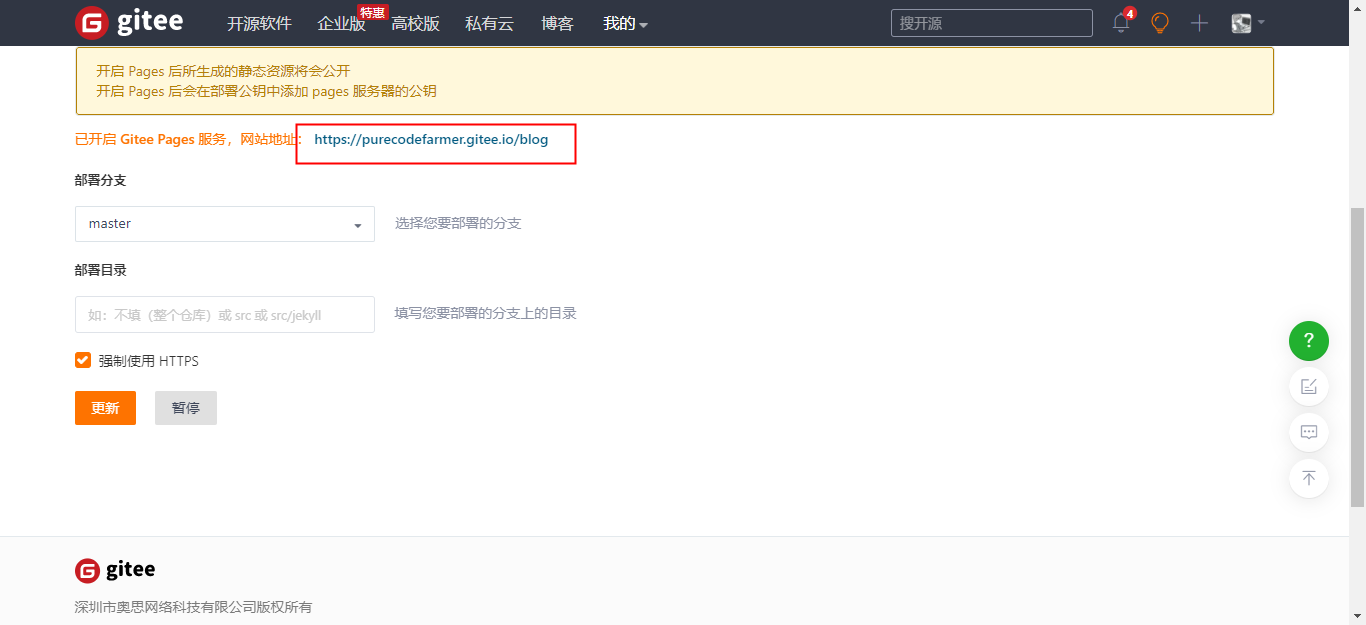 gitee 开源软件 企业版 特惠 高校版 私有云 博客 我的 搜开源 4
开启 Pages 后所生成的静态资源将会公开
开启 Pages 后会在部署公钥中添加 pages 服务器的公钥
已开启 Gitee Pages 服务，网站地址： https://purecodefarmer.gitee.io/blog
部署分支
master 选择您要部署的分支
部署目录
如：不填（整个仓库）或 src 或 src/jekyll 填写您要部署的分支上的目录
强制使用 HTTPS
?
更新 暂停
gitee
深圳市奥思网络科技有限公司版权所有